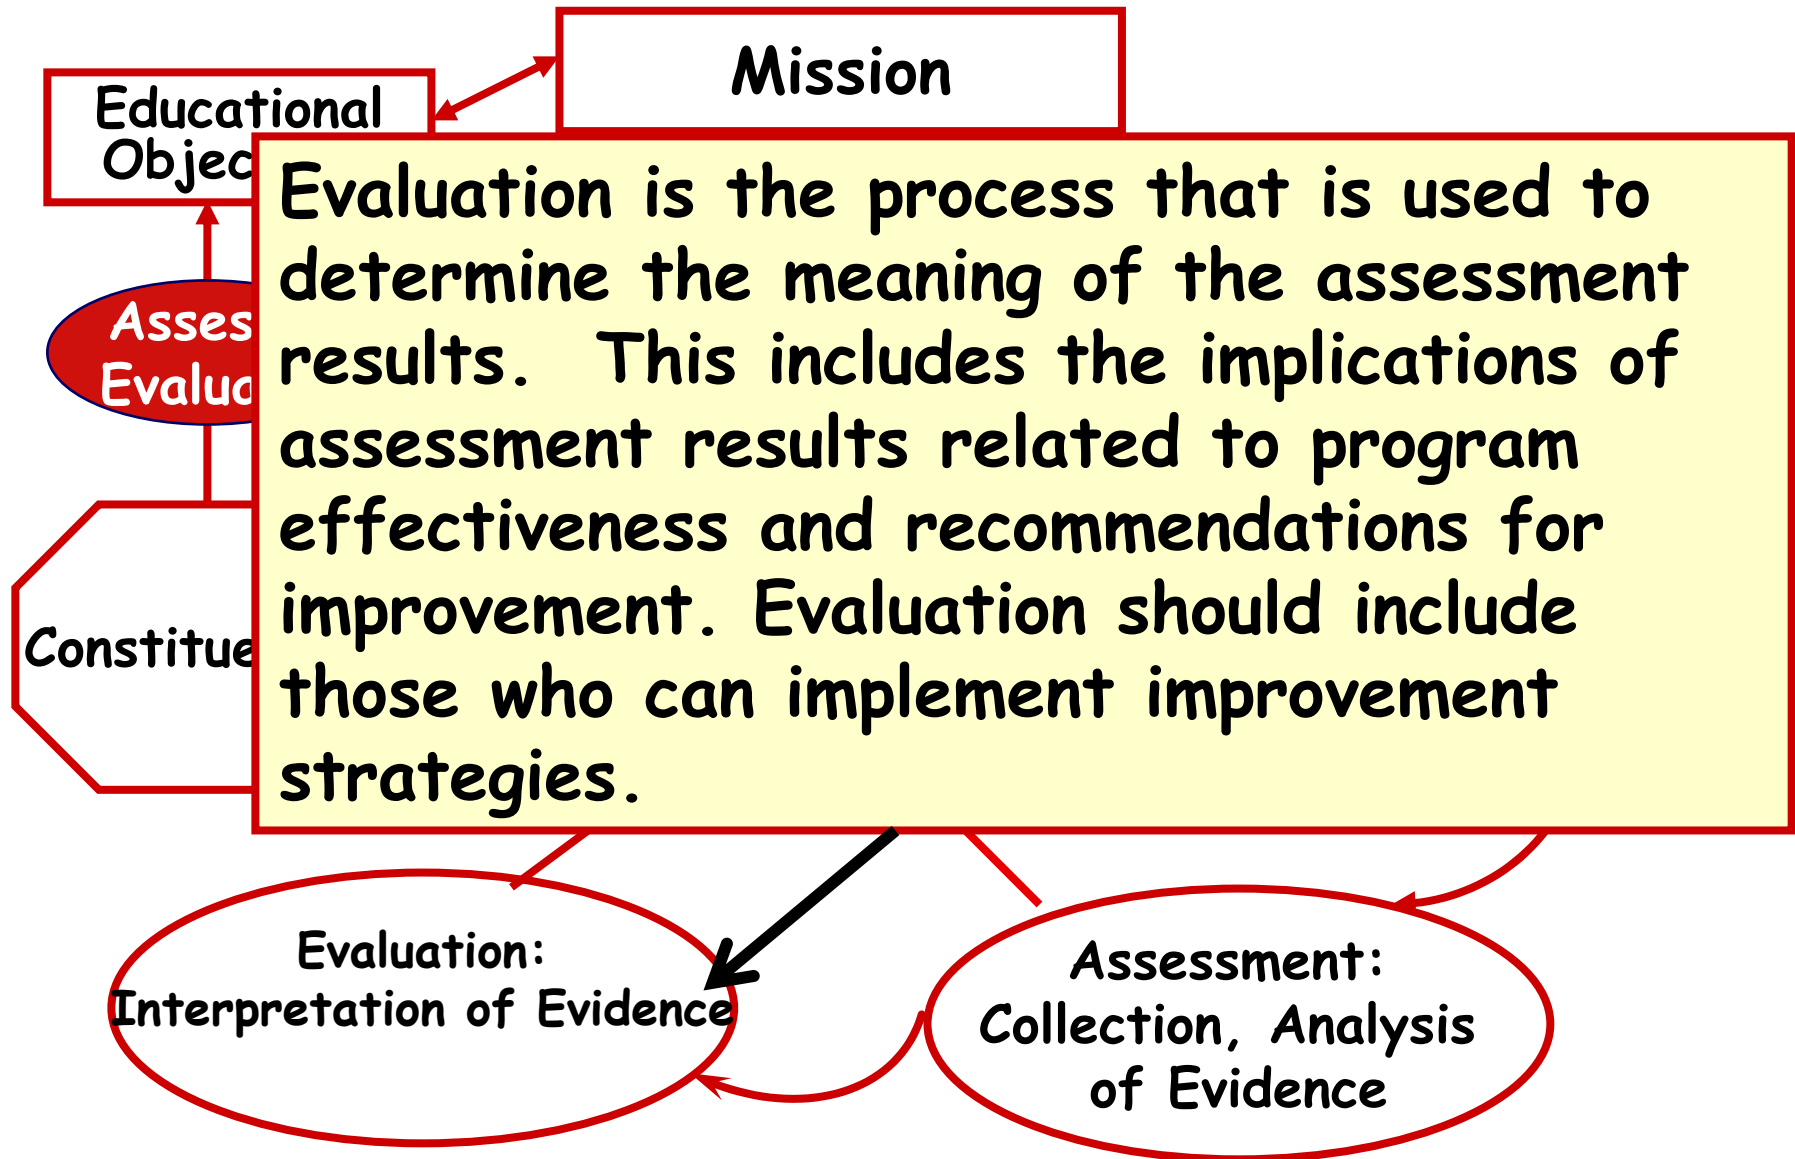 Mission
Educational
Evaluation is the process that is used to
determine the meaning of the assessment
results. This includes the implications of
assessment results related to program
effectiveness and recommendations for
improvement. Evaluation should include
those who can implement improvement
strategies.
Evaluation:
Interpretation of Evidence
Assessment:
Collection, Analysis
of Evidence